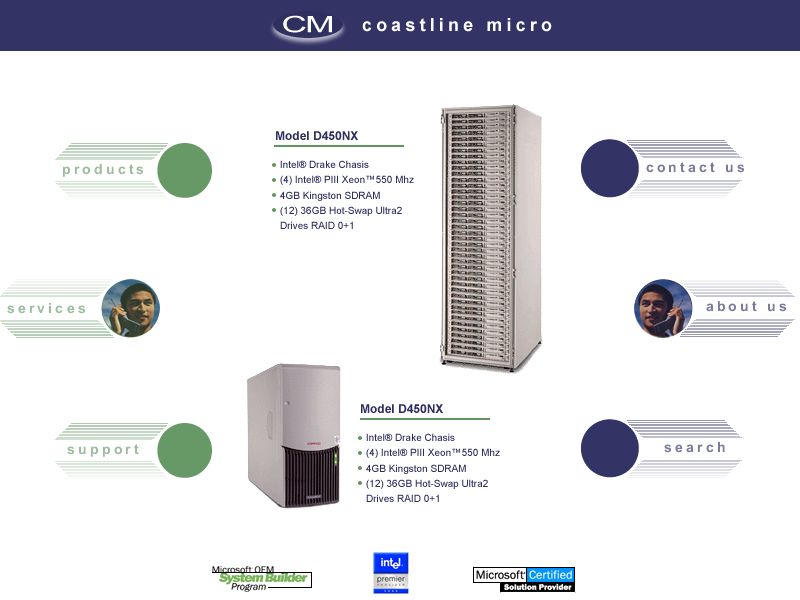 CM coastline micro
Model D450NX
Intel® Drake Chasis
(4) Intel® PIII Xeon™550 Mhz
4GB Kingston SDRAM
(12) 36GB Hot-Swap Ultra2
Drives RAID 0+1
products
contact us
services
about us
Model D450NX
Intel® Drake Chasis
(4) Intel® PIII Xeon™550 Mhz
4GB Kingston SDRAM
(12) 36GB Hot-Swap Ultra2
Drives RAID 0+1
support
search
Microsoft OEM
System Builder
Program
intel.
premier
Microsoft Certified
Solution Provider